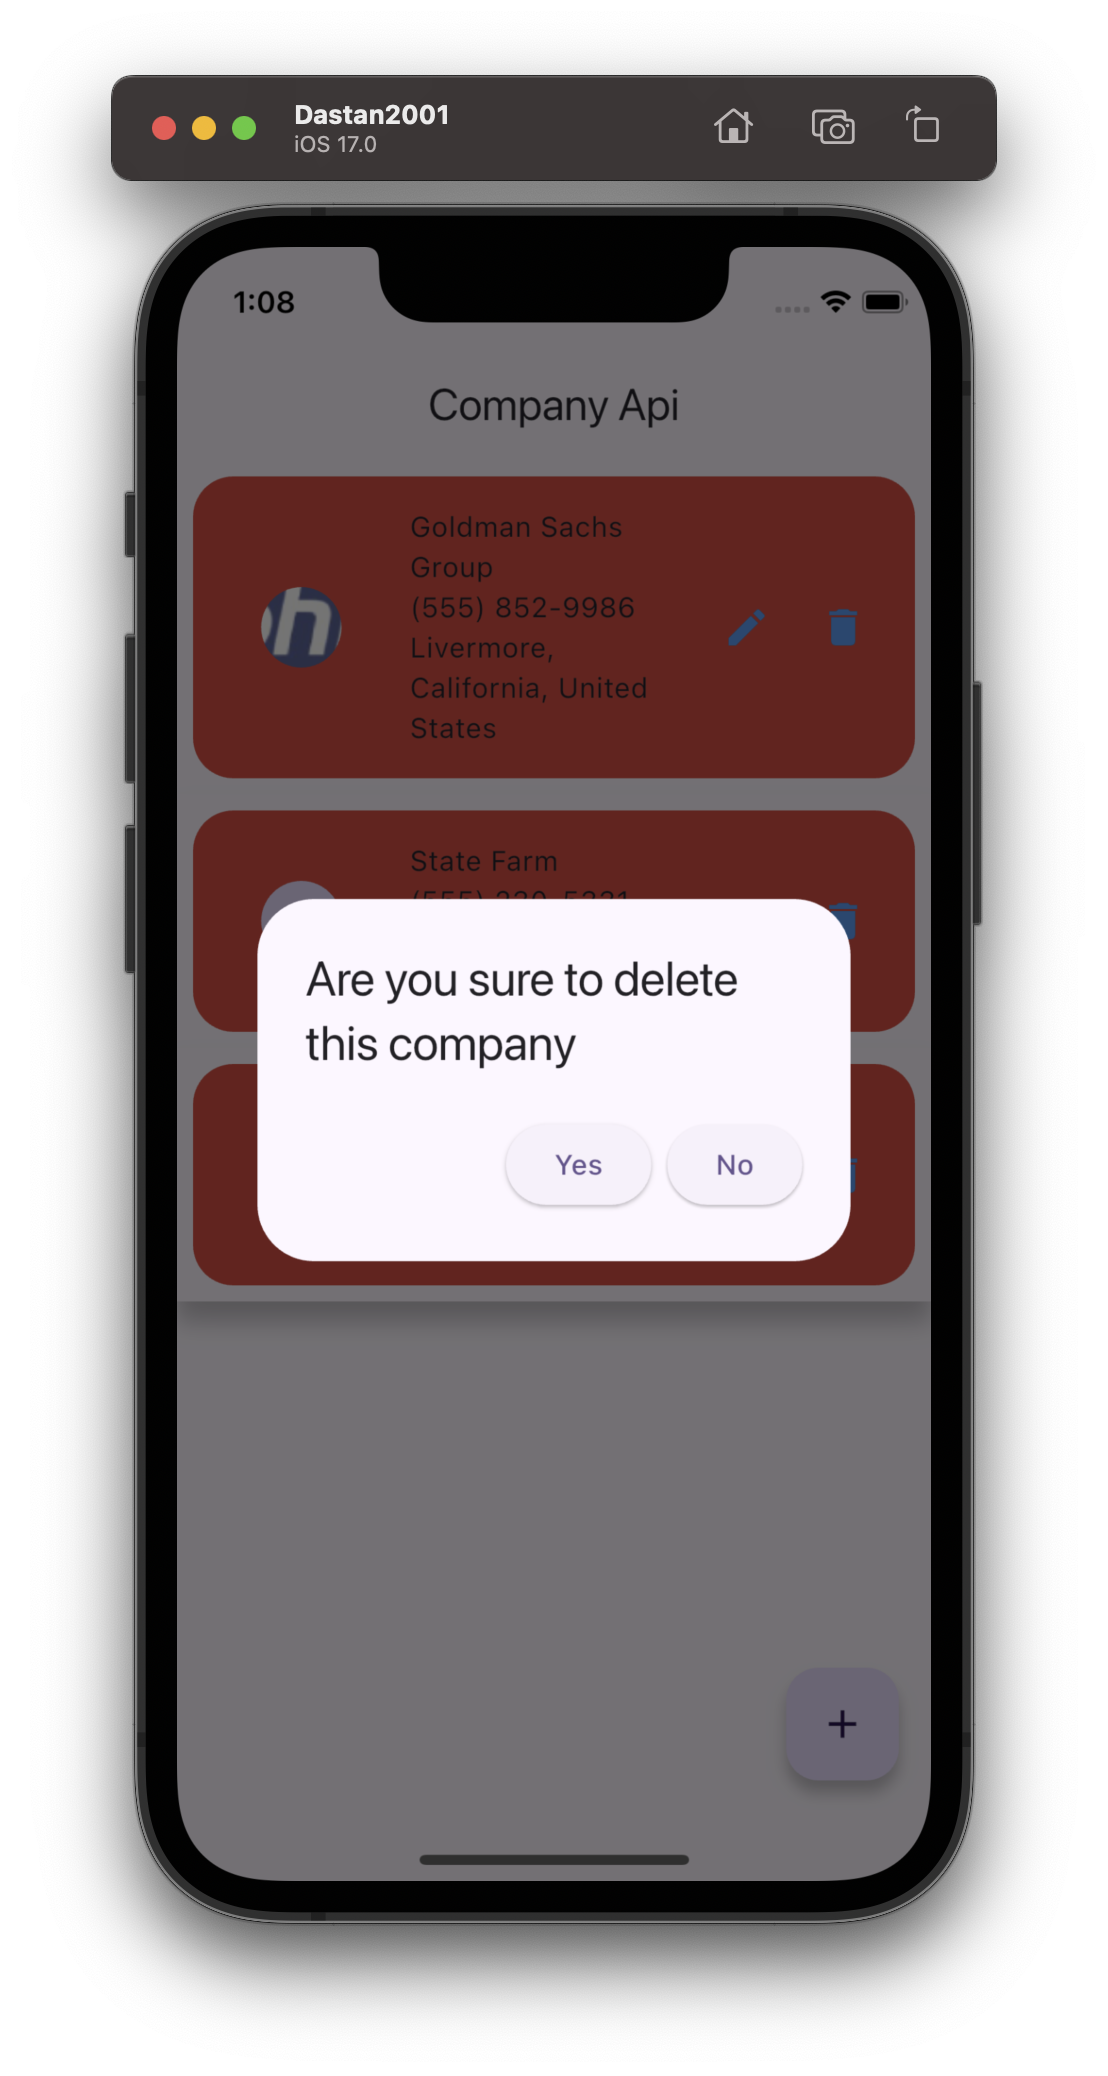 Dastan2001
iOS 17.0
1:08
Company Api
Goldman Sachs
Group
(555) 852-9986
Livermore,
California, United
States
State Farm
Are you sure to delete
this company
Yes
No